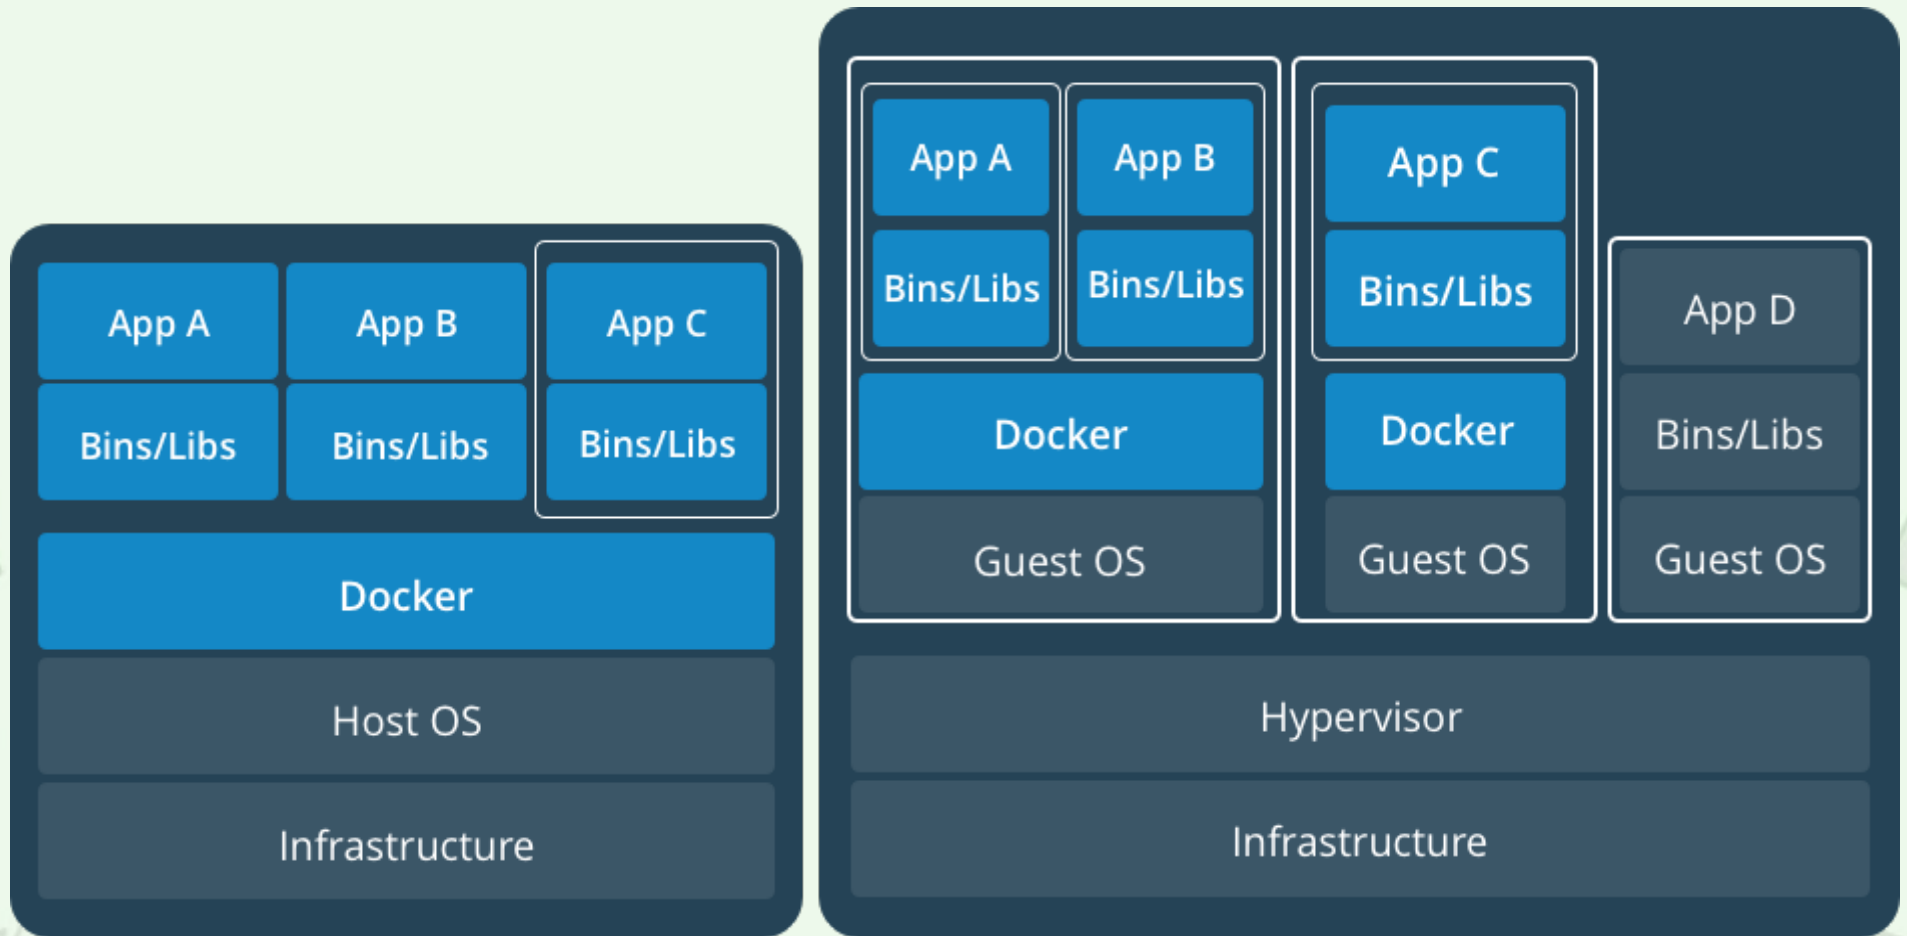 App A
App B
App C
Bins/Libs
Bins/Libs
Bins/Libs
Docker
Host OS
Infrastructure
App A
App B
App C
Bins/Libs
Bins/Libs
Bins/Libs
App D
Docker
Docker
Bins/Libs
Guest OS
Guest OS
Guest OS
Hypervisor
Infrastructure